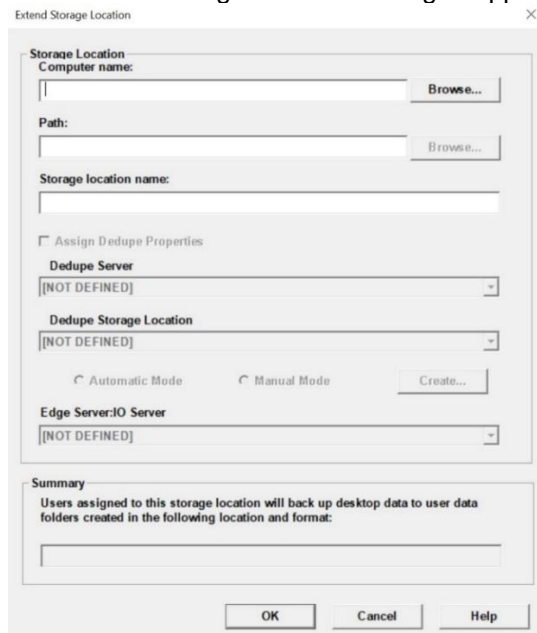 Extend Storage Location
Storage Location
Computer name:
Browse...
Path:
Browse...
Storage location name:
Assign Dedupe Properties
Dedupe Server
[NOT DEFINED]
Dedupe Storage Location
[NOT DEFINED]
Automatic Mode Manual Mode Create...
Edge Server:IO Server
[NOT DEFINED]
Summary
Users assigned to this storage location will back up desktop data to user data
folders created in the following location and format:
OK Cancel Help